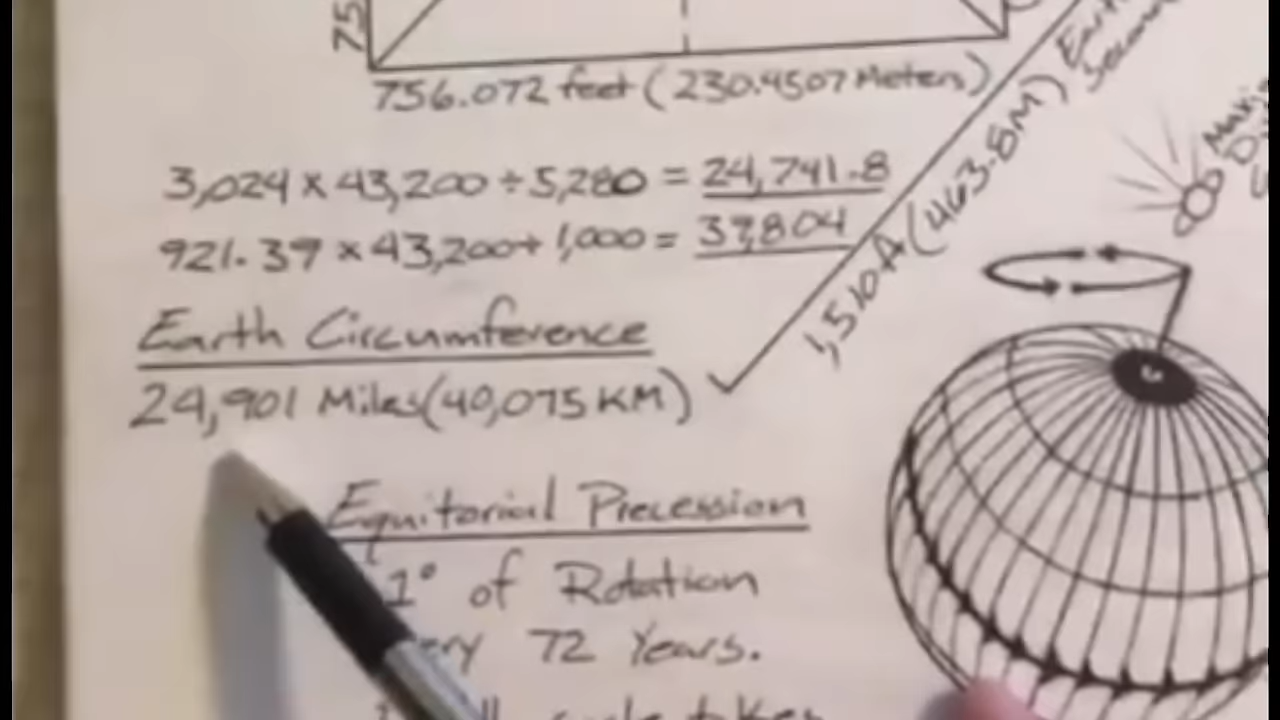 75
756.072 feet (230.4507 Meters)
3,024 x 43,200 ÷ 5,280 = 24,741.8
921.39 x 43,200 ÷ 1,000 = 37,804
Earth Circumference
24,901 Miles (40,075 KM)
1,510 ft (463.8M)
Equitorial Precession
1° of Rotation
72 Years.